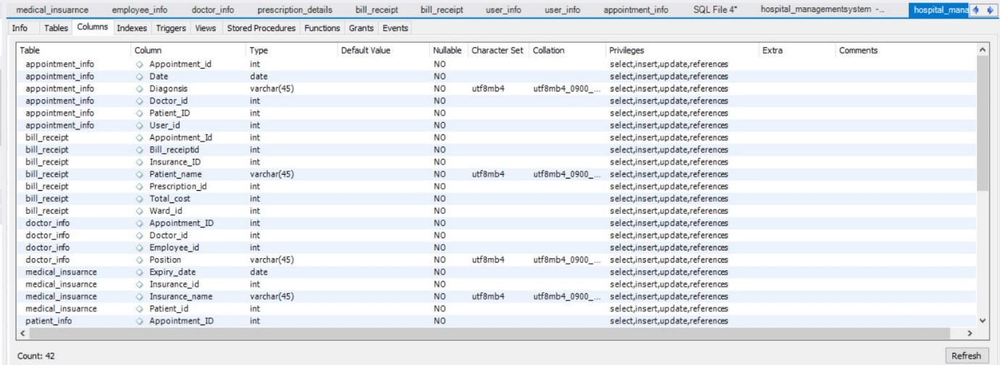 medical_insuarnce employee_info doctor_info prescription_details bill_receipt bill_receipt user_info user_info appointment_info SQL File 4* hospital_managementsystem -... hospital_mana
Info Tables Columns Indexes Triggers Views Stored Procedures Functions Grants Events
Table Column Type Default Value Nullable Character Set Collation Privileges Extra Comments
appointment_info Appointment_id int NO select,insert,update,references
appointment_info Date date NO select,insert,update,references
appointment_info Diagonsis varchar(45) NO utf8mb4 utf8mb4_0900_... select,insert,update,references
appointment_info Doctor_id int NO select,insert,update,references
appointment_info Patient_ID int NO select,insert,update,references
appointment_info User_id int NO select,insert,update,references
bill_receipt Appointment_Id int NO select,insert,update,references
bill_receipt Bill_receiptid int NO select,insert,update,references
bill_receipt Insurance_ID int NO select,insert,update,references
bill_receipt Patient_name varchar(45) NO utf8mb4 utf8mb4_0900_... select,insert,update,references
bill_receipt Prescription_id int NO select,insert,update,references
bill_receipt Total_cost int NO select,insert,update,references
bill_receipt Ward_id int NO select,insert,update,references
doctor_info Appointment_ID int NO select,insert,update,references
doctor_info Doctor_id int NO select,insert,update,references
doctor_info Employee_id int NO select,insert,update,references
doctor_info Position varchar(45) NO utf8mb4 utf8mb4_0900_... select,insert,update,references
medical_insuarnce Expiry_date date NO select,insert,update,references
medical_insuarnce Insurance_id int NO select,insert,update,references
medical_insuarnce Insurance_name varchar(45) NO utf8mb4 utf8mb4_0900_... select,insert,update,references
medical_insuarnce Patient_id int NO select,insert,update,references
patient_info Appointment_ID int NO select,insert,update,references
Count: 42 Refresh